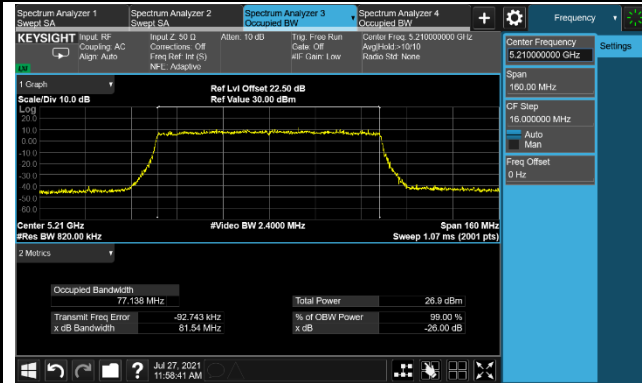 Spectrum Analyzer 1
Swept SA
Spectrum Analyzer 2
Swept SA
Spectrum Analyzer 3
Occupied BW
Spectrum Analyzer 4
Occupied BW
+
Frequency
KEYSIGHT
Input: RF
Coupling: AC
Align: Auto
Input Z: 50 Ω
Corrections: Off
Freq Ref: Int (S)
NFE: Adaptive
Atten: 10 dB
Trig: Free Run
Gate: Off
#IF Gain: Low
Center Freq: 5.210000000 GHz
Avg|Hold:>10/10
Radio Std: None
Center Frequency
5.210000000 GHz
Settings
Span
160.00 MHz
CF Step
16.000000 MHz
Auto
Man
Freq Offset
0 Hz
1 Graph
Scale/Div 10.0 dB
Ref Lvl Offset 22.50 dB
Ref Value 30.00 dBm
Log
20.0
10.0
0.00
-10.0
-20.0
-30.0
-40.0
-50.0
-60.0
Center 5.21 GHz
#Res BW 820.00 kHz
#Video BW 2.4000 MHz
Span 160 MHz
Sweep 1.07 ms (2001 pts)
2 Metrics
Occupied Bandwidth
77.138 MHz
Total Power
26.9 dBm
Transmit Freq Error
-92.743 kHz
% of OBW Power
99.00 %
x dB Bandwidth
81.54 MHz
x dB
-26.00 dB
?
Jul 27, 2021
11:58:41 AM